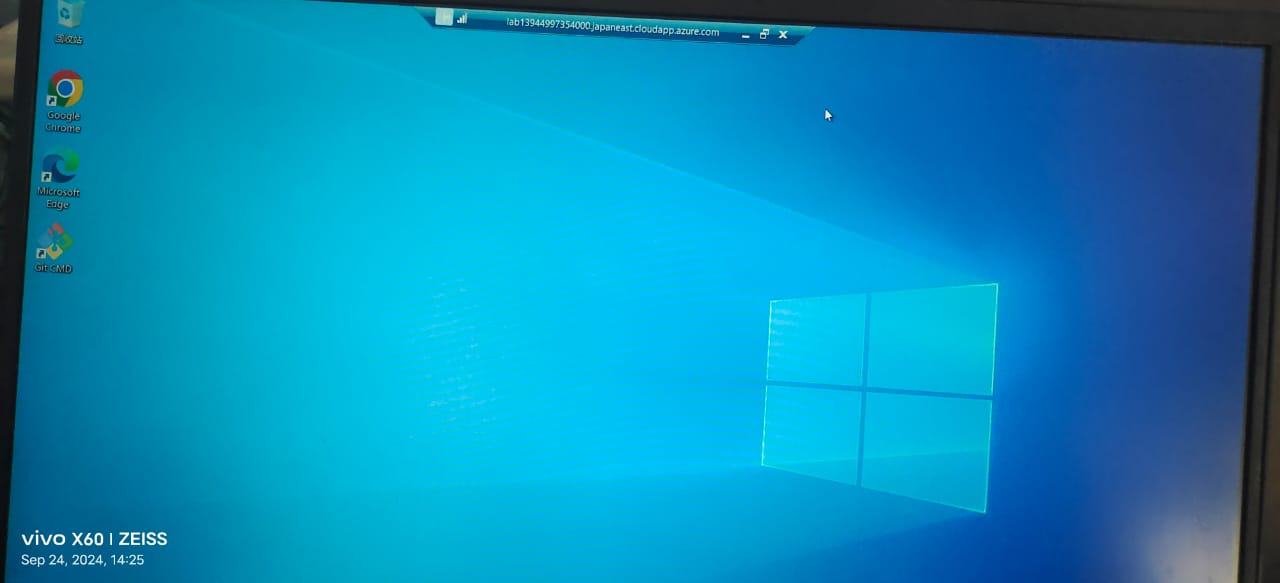 lab13944997354000.japaneast.cloudapp.azure.com
回收站
Google
Chrome
Microsoft
Edge
Git CMD
vivo X60 | ZEISS
Sep 24, 2024, 14:25